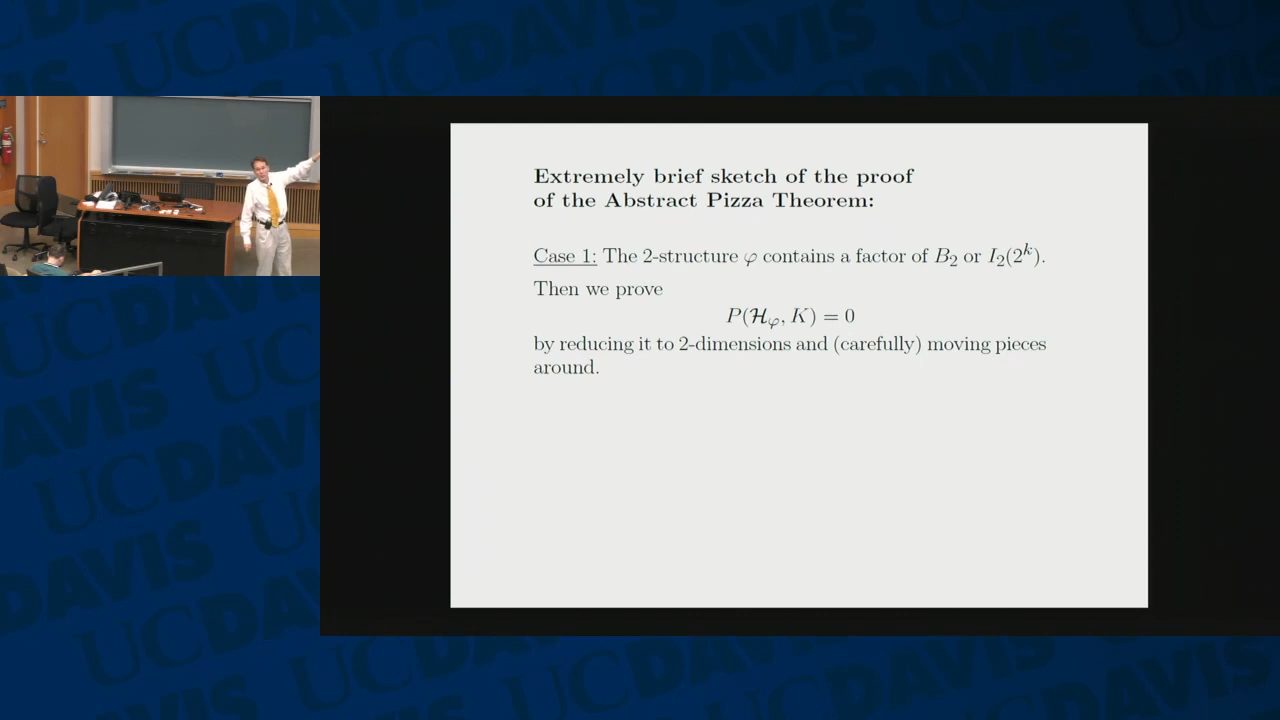 Extremely brief sketch of the proof
of the Abstract Pizza Theorem:
Case 1: The 2-structure φ contains a factor of B₂ or I₂(2ᵏ).
Then we prove
P(ℋ_φ, K) = 0
by reducing it to 2-dimensions and (carefully) moving pieces
around.
UCDAVIS